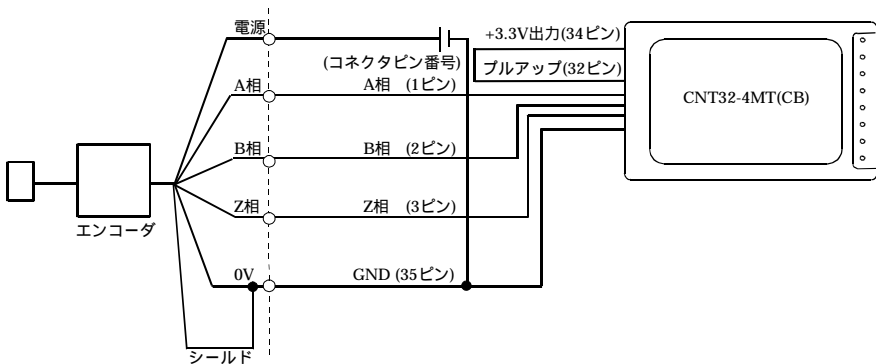 電源
+3.3V出力(34ピン)
(コネクタピン番号)
プルアップ(32ピン)
A相
A相 (1ピン)
CNT32-4MT(CB)
B相
B相 (2ピン)
Z相
Z相 (3ピン)
エンコーダ
0V
GND (35ピン)
シールド